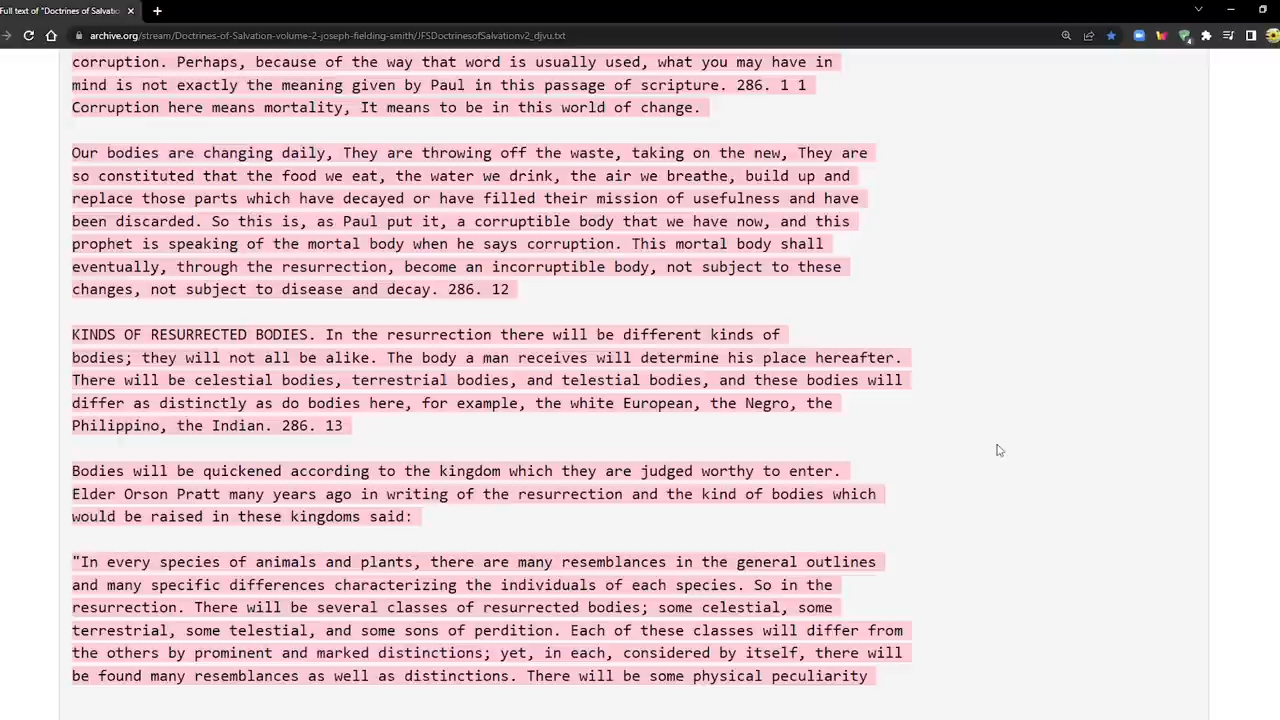 Full text of "Doctrines of Salvatio
archive.org/stream/Doctrines-of-Salvation-volume-2-joseph-fielding-smith/JFSDoctrinesofSalvationv2_djvu.txt
corruption. Perhaps, because of the way that word is usually used, what you may have in
mind is not exactly the meaning given by Paul in this passage of scripture. 286. 1 1
Corruption here means mortality, It means to be in this world of change.
Our bodies are changing daily, They are throwing off the waste, taking on the new, They are
so constituted that the food we eat, the water we drink, the air we breathe, build up and
replace those parts which have decayed or have filled their mission of usefulness and have
been discarded. So this is, as Paul put it, a corruptible body that we have now, and this
prophet is speaking of the mortal body when he says corruption. This mortal body shall
eventually, through the resurrection, become an incorruptible body, not subject to these
changes, not subject to disease and decay. 286. 12
KINDS OF RESURRECTED BODIES. In the resurrection there will be different kinds of
bodies; they will not all be alike. The body a man receives will determine his place hereafter.
There will be celestial bodies, terrestrial bodies, and telestial bodies, and these bodies will
differ as distinctly as do bodies here, for example, the white European, the Negro, the
Philippino, the Indian. 286. 13
Bodies will be quickened according to the kingdom which they are judged worthy to enter.
Elder Orson Pratt many years ago in writing of the resurrection and the kind of bodies which
would be raised in these kingdoms said:
"In every species of animals and plants, there are many resemblances in the general outlines
and many specific differences characterizing the individuals of each species. So in the
resurrection. There will be several classes of resurrected bodies; some celestial, some
terrestrial, some telestial, and some sons of perdition. Each of these classes will differ from
the others by prominent and marked distinctions; yet, in each, considered by itself, there will
be found many resemblances as well as distinctions. There will be some physical peculiarity